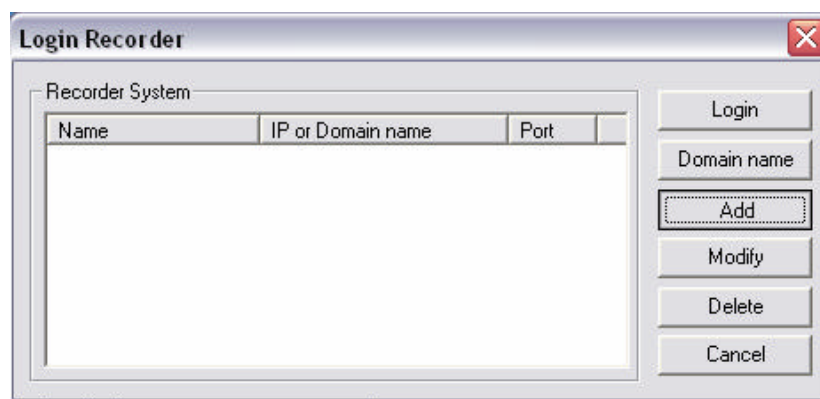 Login Recorder
Recorder System
Name IP or Domain name Port
Login
Domain name
Add
Modify
Delete
Cancel